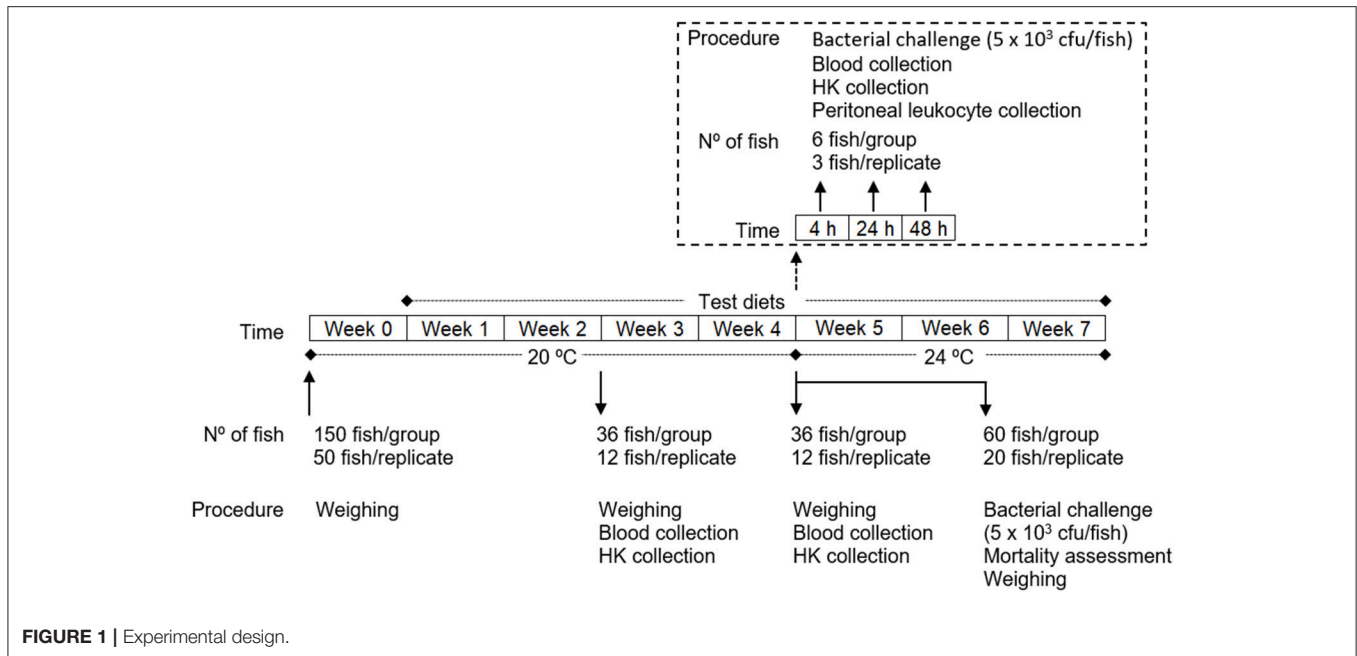 Procedure Bacterial challenge (5 x 10³ cfu/fish)
Blood collection
HK collection
Peritoneal leukocyte collection
Nº of fish 6 fish/group
3 fish/replicate
Time 4 h 24 h 48 h
Test diets
Time Week 0 Week 1 Week 2 Week 3 Week 4 Week 5 Week 6 Week 7
20 ºC 24 ºC
Nº of fish 150 fish/group 36 fish/group 36 fish/group 60 fish/group
50 fish/replicate 12 fish/replicate 12 fish/replicate 20 fish/replicate
Procedure Weighing Weighing Weighing Bacterial challenge
Blood collection Blood collection (5 x 10³ cfu/fish)
HK collection HK collection Mortality assessment
Weighing
FIGURE 1 | Experimental design.